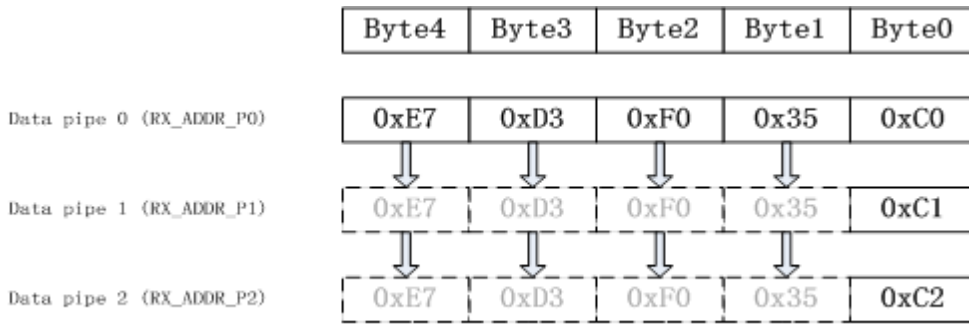 Byte4 Byte3 Byte2 Byte1 Byte0
Data pipe 0 (RX_ADDR_P0) 0xE7 0xD3 0xF0 0x35 0xC0
Data pipe 1 (RX_ADDR_P1) 0xE7 0xD3 0xF0 0x35 0xC1
Data pipe 2 (RX_ADDR_P2) 0xE7 0xD3 0xF0 0x35 0xC2